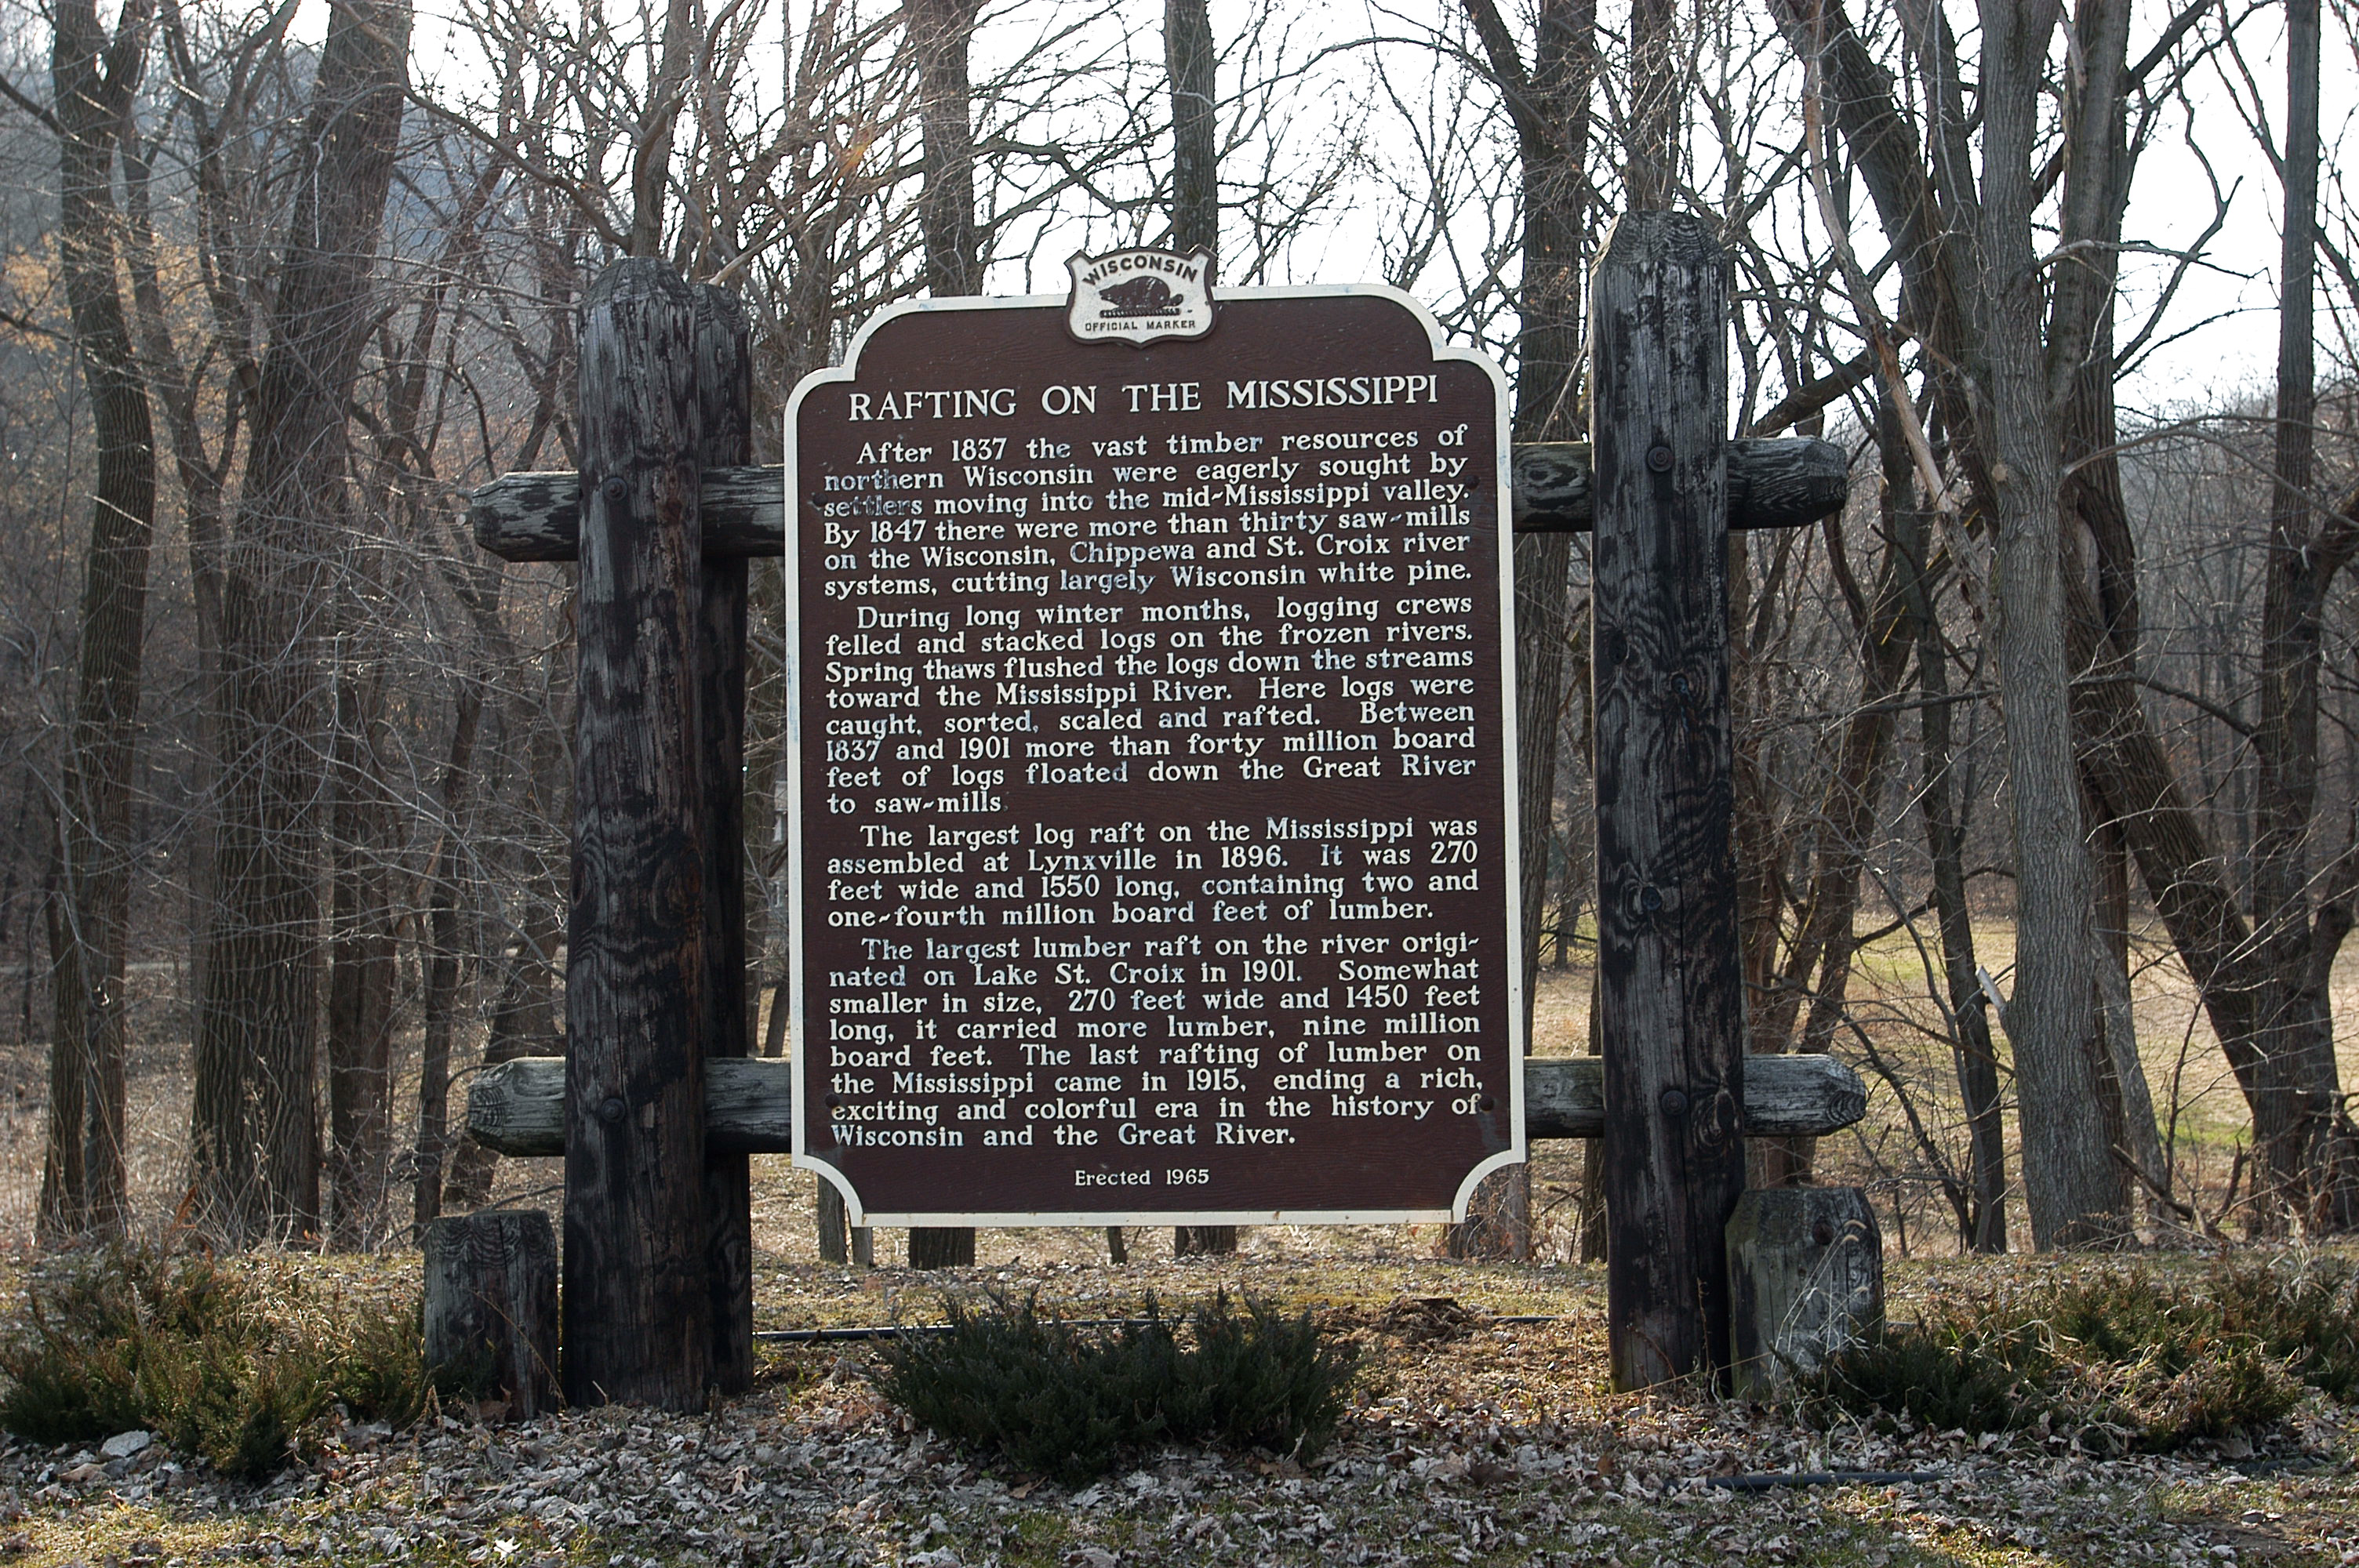 WISCONSIN
OFFICIAL MARKER
RAFTING ON THE MISSISSIPPI
After 1837 the vast timber resources of
northern Wisconsin were eagerly sought by
settlers moving into the mid-Mississippi valley.
By 1847 there were more than thirty saw-mills
on the Wisconsin, Chippewa and St. Croix river
systems, cutting largely Wisconsin white pine.
During long winter months, logging crews
felled and stacked logs on the frozen rivers.
Spring thaws flushed the logs down the streams
toward the Mississippi River. Here logs were
caught, sorted, scaled and rafted. Between
1837 and 1901 more than forty million board
feet of logs floated down the Great River
to saw-mills.
The largest log raft on the Mississippi was
assembled at Lynxville in 1896. It was 270
feet wide and 1550 long, containing two and
one-fourth million board feet of lumber.
The largest lumber raft on the river origi-
nated on Lake St. Croix in 1901. Somewhat
smaller in size, 270 feet wide and 1450 feet
long, it carried more lumber, nine million
board feet. The last rafting of lumber on
the Mississippi came in 1915, ending a rich,
exciting and colorful era in the history of
Wisconsin and the Great River.
Erected 1965